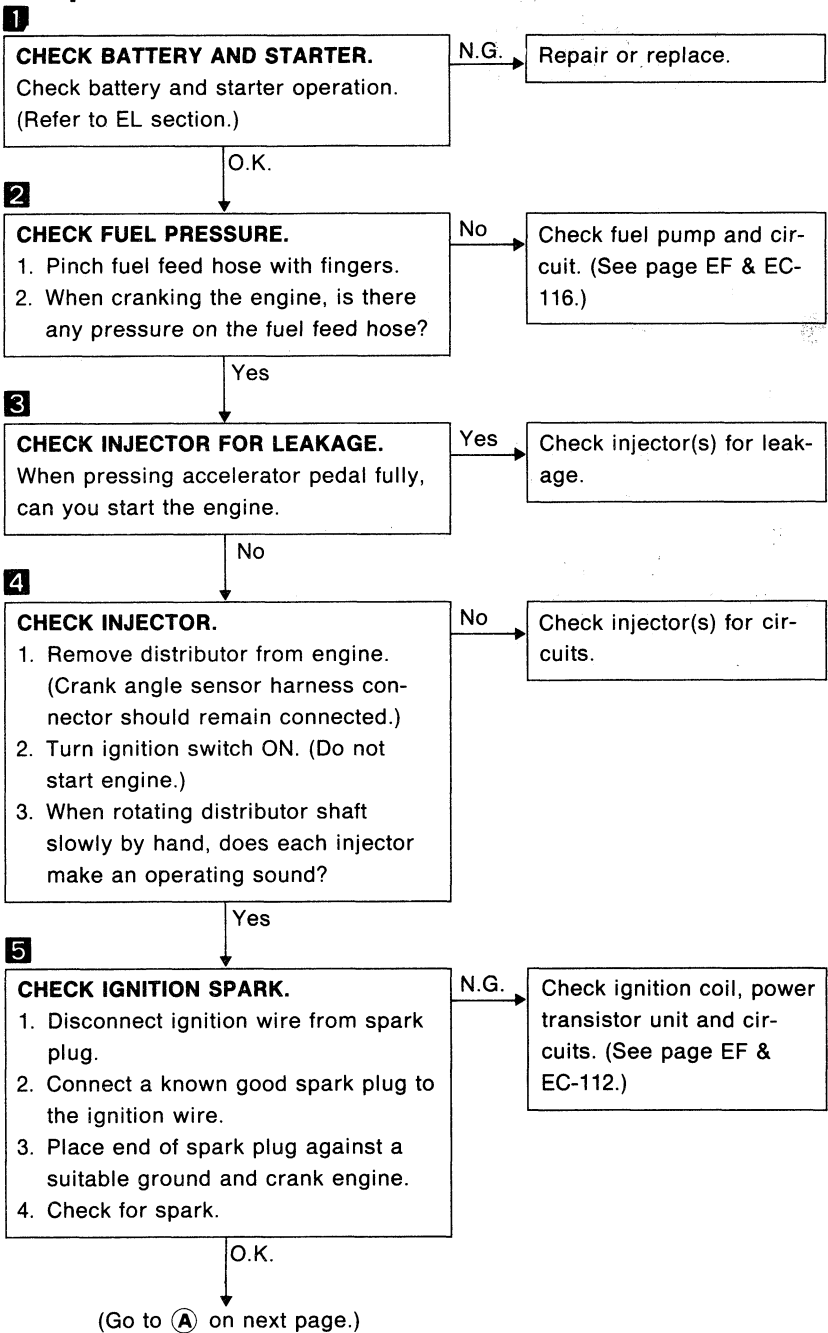 1
CHECK BATTERY AND STARTER.
Check battery and starter operation.
(Refer to EL section.)
N.G.
Repair or replace.
O.K.
2
CHECK FUEL PRESSURE.
1. Pinch fuel feed hose with fingers.
2. When cranking the engine, is there
any pressure on the fuel feed hose?
No
Check fuel pump and cir-
cuit. (See page EF & EC-
116.)
Yes
3
CHECK INJECTOR FOR LEAKAGE.
When pressing accelerator pedal fully,
can you start the engine.
Yes
Check injector(s) for leak-
age.
No
4
CHECK INJECTOR.
1. Remove distributor from engine.
(Crank angle sensor harness con-
nector should remain connected.)
2. Turn ignition switch ON. (Do not
start engine.)
3. When rotating distributor shaft
slowly by hand, does each injector
make an operating sound?
No
Check injector(s) for cir-
cuits.
Yes
5
CHECK IGNITION SPARK.
1. Disconnect ignition wire from spark
plug.
2. Connect a known good spark plug to
the ignition wire.
3. Place end of spark plug against a
suitable ground and crank engine.
4. Check for spark.
N.G.
Check ignition coil, power
transistor unit and cir-
cuits. (See page EF &
EC-112.)
O.K.
(Go to Ⓐ on next page.)